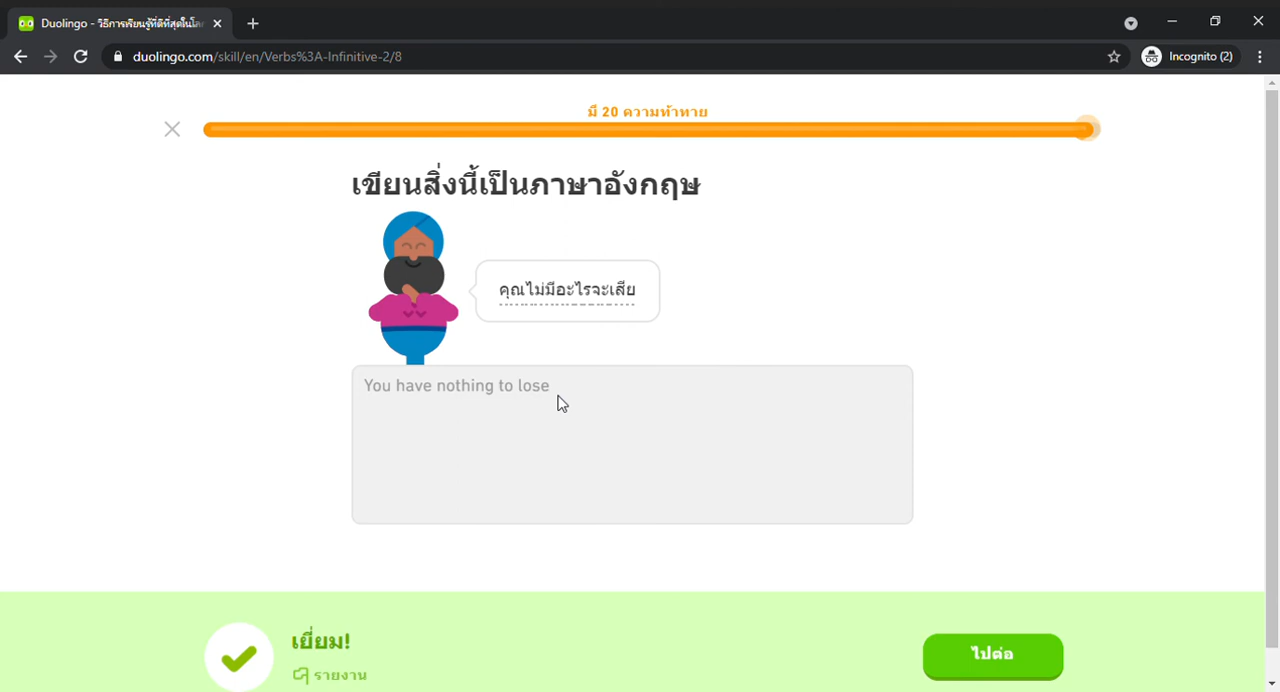 Duolingo - วิธีการเรียนรู้ที่ดีที่สุดในโล
duolingo.com/skill/en/Verbs%3A-Infinitive-2/8
Incognito (2)
มี 20 ความท้าทาย
เขียนสิ่งนี้เป็นภาษาอังกฤษ
คุณไม่มีอะไรจะเสีย
You have nothing to lose
เยี่ยม!
รายงาน
ไปต่อ